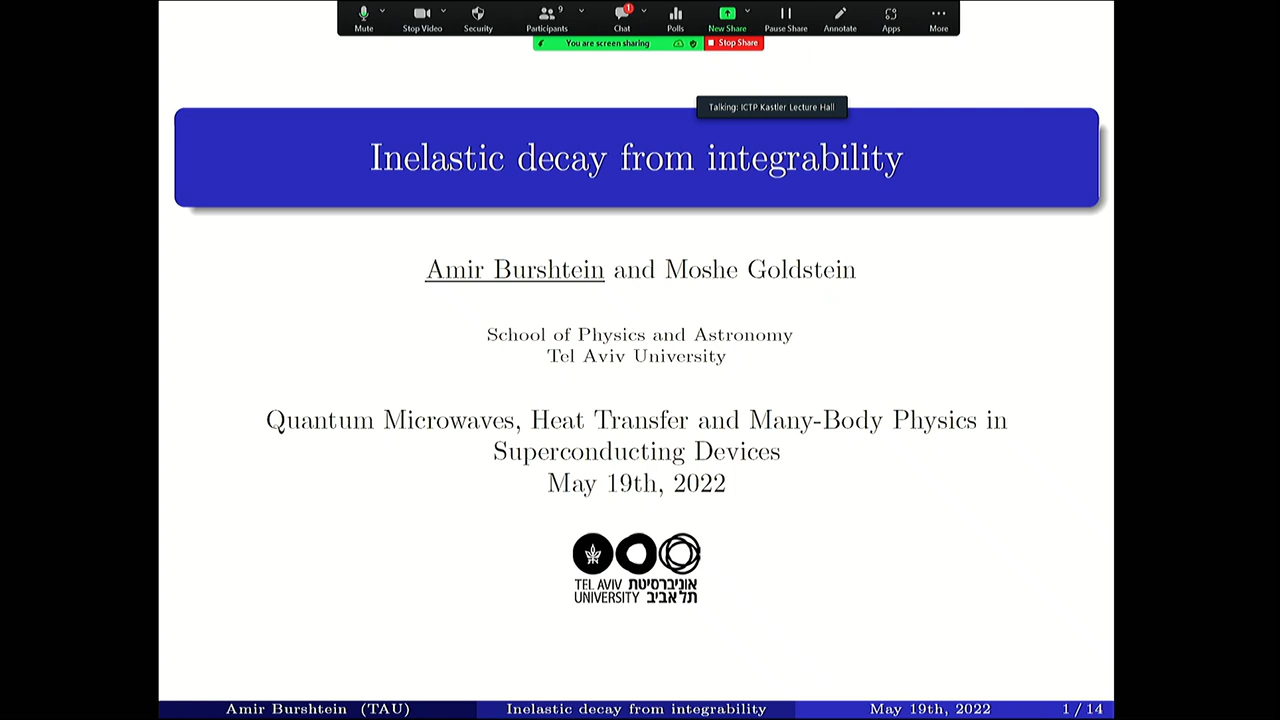 Mute
Stop Video
Security
Participants
9
Chat
1
Polls
New Share
Pause Share
Annotate
Apps
More
You are screen sharing
Stop Share
Talking: ICTP Kastler Lecture Hall
Inelastic decay from integrability
Amir Burshtein and Moshe Goldstein
School of Physics and Astronomy
Tel Aviv University
Quantum Microwaves, Heat Transfer and Many-Body Physics in
Superconducting Devices
May 19th, 2022
TEL AVIV אוניברסיטת
UNIVERSITY תל אביב
Amir Burshtein (TAU)
Inelastic decay from integrability
May 19th, 2022
1 / 14